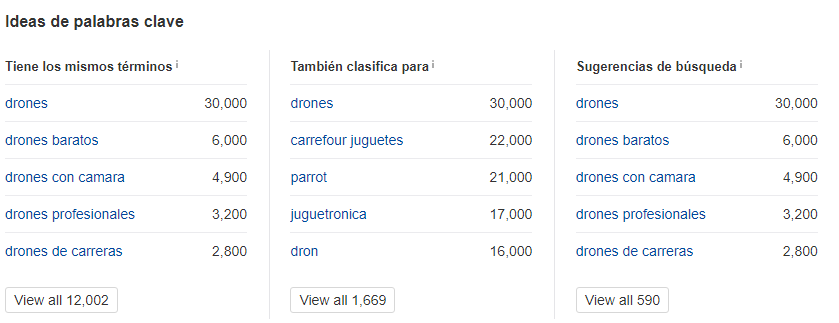 Ideas de palabras clave
Tiene los mismos términos i
drones 30,000
drones baratos 6,000
drones con camara 4,900
drones profesionales 3,200
drones de carreras 2,800
View all 12,002
También clasifica para i
drones 30,000
carrefour juguetes 22,000
parrot 21,000
juguetronica 17,000
dron 16,000
View all 1,669
Sugerencias de búsqueda i
drones 30,000
drones baratos 6,000
drones con camara 4,900
drones profesionales 3,200
drones de carreras 2,800
View all 590